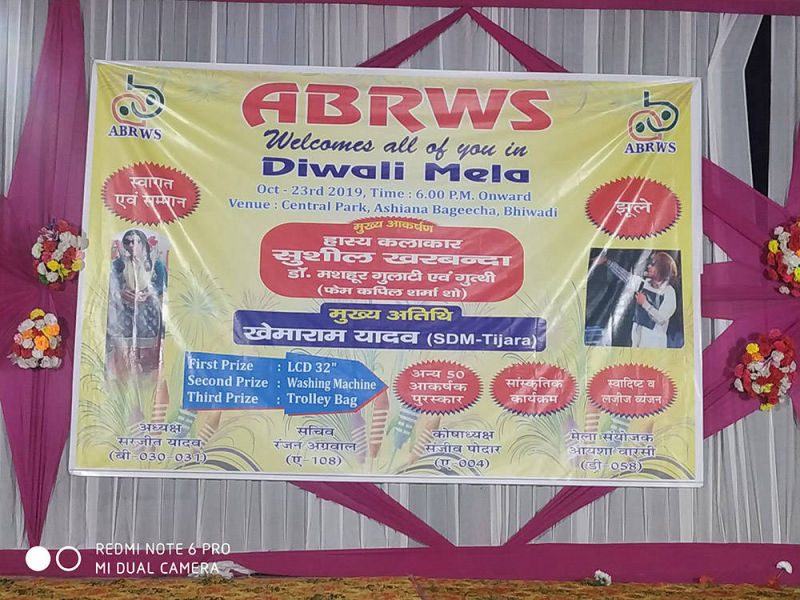 ABRWS
ABRWS
ABRWS
Welcomes all of you in
Diwali Mela
Oct - 23rd 2019, Time : 6.00 P.M. Onward
Venue : Central Park, Ashiana Bageecha, Bhiwadi
स्वागत
एवं सम्मान
झूले
मुख्य आकर्षण
हास्य कलाकार
सुशील खरबन्दा
डॉ. मशहूर गुलाटी एवं गुत्थी
(फेम कपिल शर्मा शो)
मुख्य अतिथि
खेमाराम यादव (SDM-Tijara)
First Prize : LCD 32"
Second Prize : Washing Machine
Third Prize : Trolley Bag
अन्य 50
आकर्षक
पुरस्कार
सांस्कृतिक
कार्यक्रम
स्वादिष्ट व
लजीज व्यंजन
अध्यक्ष
सरजीत यादव
(बी-030-031)
सचिव
रंजन अग्रवाल
(ए-108)
कोषाध्यक्ष
संजीव पोदार
(ए-004)
मेला संयोजक
आयशा वारसी
(डी-058)
REDMI NOTE 6 PRO
MI DUAL CAMERA